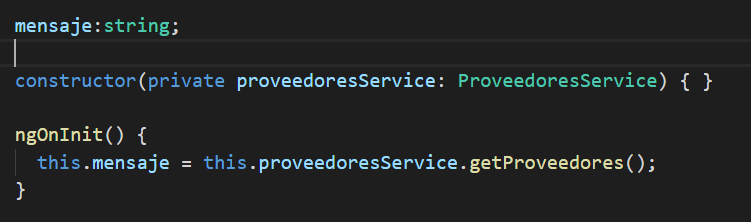 mensaje:string;
constructor(private proveedoresService: ProveedoresService) { }
ngOnInit() {
this.mensaje = this.proveedoresService.getProveedores();
}